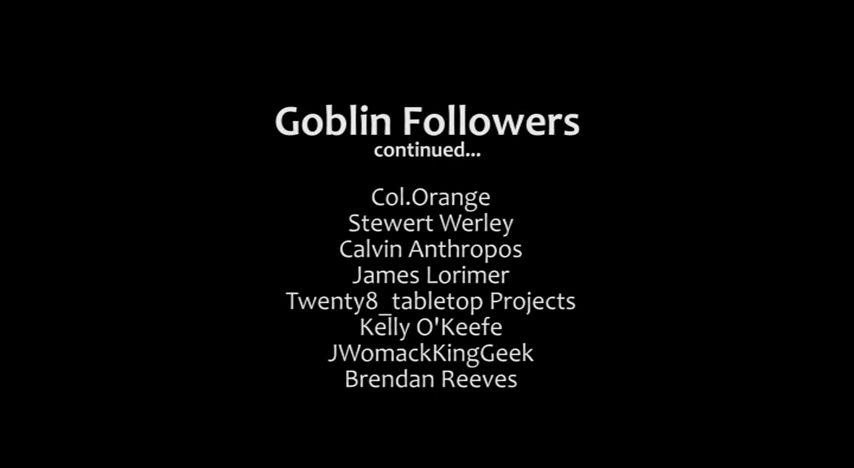 Goblin Followers
continued...
Col.Orange
Stewert Werley
Calvin Anthropos
James Lorimer
Twenty8_tabletop Projects
Kelly O'Keefe
JWomackKingGeek
Brendan Reeves